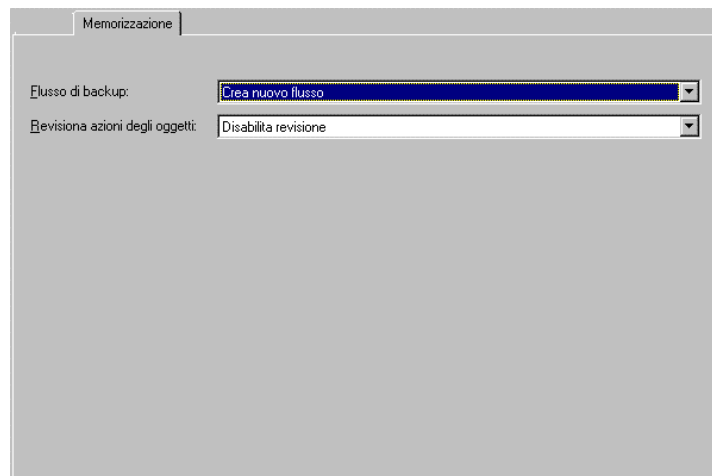 Memorizzazione
Flusso di backup: Crea nuovo flusso
Revisiona azioni degli oggetti: Disabilita revisione